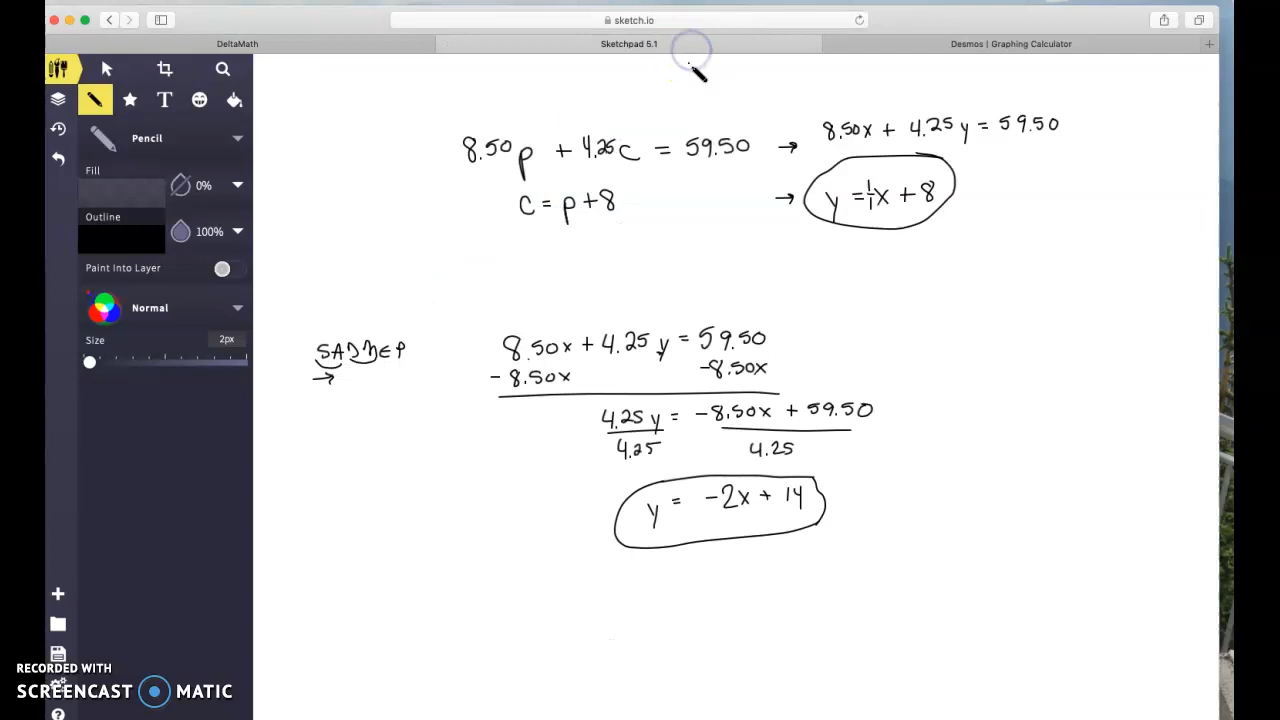 sketch.io
DeltaMath
Sketchpad 5.1
Desmos | Graphing Calculator
Pencil
Fill
0%
Outline
100%
Paint Into Layer
Normal
Size
2px
8.50p + 4.25c = 59.50 → 8.50x + 4.25y = 59.50
c = p + 8 → y = 1/1x + 8
SADMEP
→
8.50x + 4.25y = 59.50
- 8.50x -8.50x
4.25y = -8.50x + 59.50
4.25 4.25
y = -2x + 14
RECORDED WITH
SCREENCAST MATIC